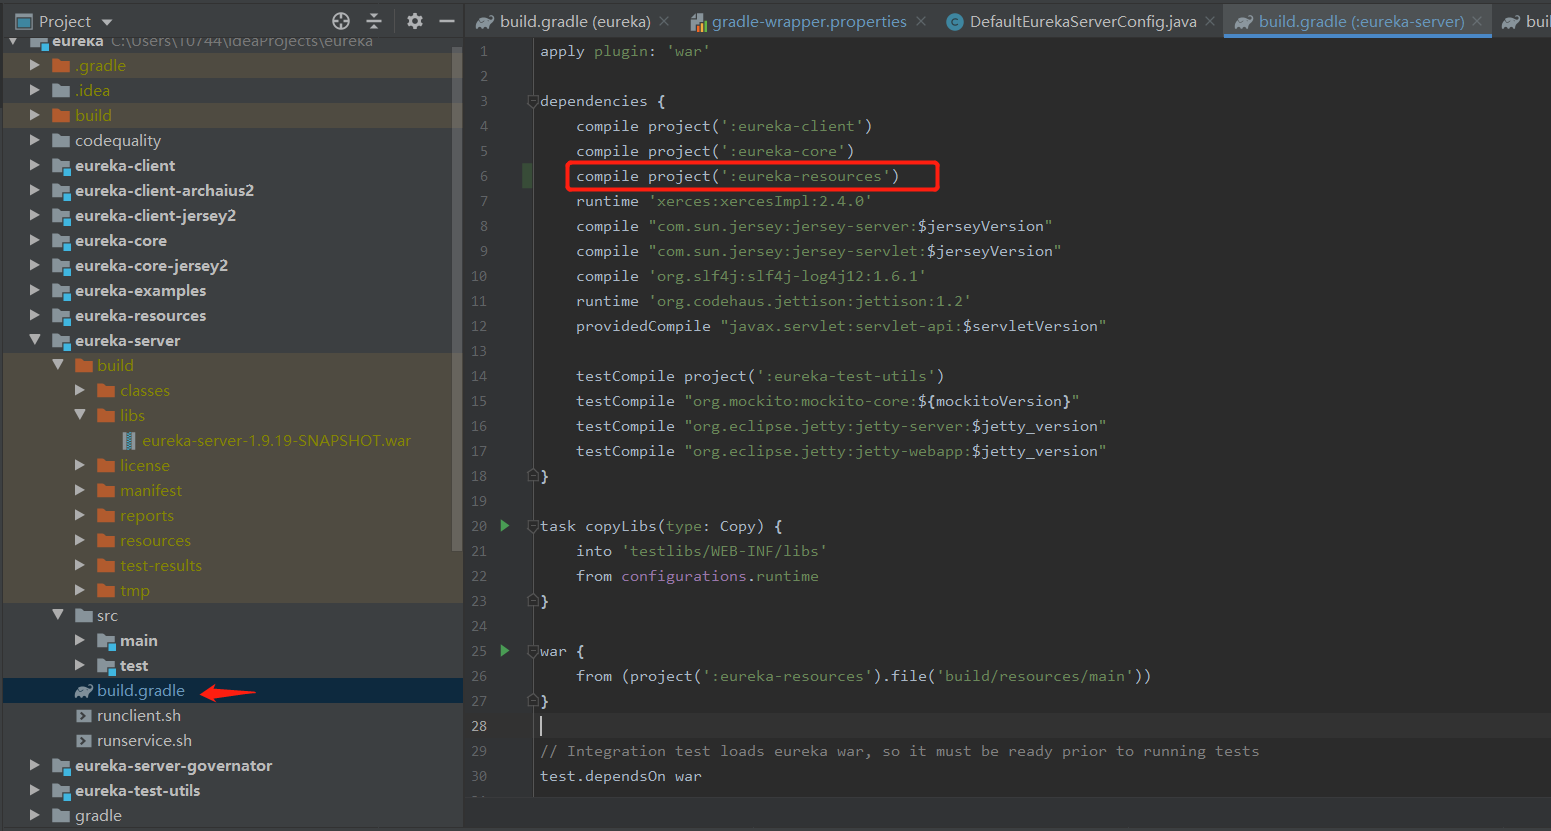 Project
build.gradle (eureka)
gradle-wrapper.properties
DefaultEurekaServerConfig.java
build.gradle (:eureka-server)
eureka C:\Users\10744\IdeaProjects\eureka
.gradle
.idea
build
codequality
eureka-client
eureka-client-archaius2
eureka-client-jersey2
eureka-core
eureka-core-jersey2
eureka-examples
eureka-resources
eureka-server
build
classes
libs
eureka-server-1.9.19-SNAPSHOT.war
license
manifest
reports
resources
test-results
tmp
src
main
test
build.gradle
runclient.sh
runservice.sh
eureka-server-governator
eureka-test-utils
gradle
1 apply plugin: 'war'
2
3 dependencies {
4 compile project(':eureka-client')
5 compile project(':eureka-core')
6 compile project(':eureka-resources')
7 runtime 'xerces:xercesImpl:2.4.0'
8 compile "com.sun.jersey:jersey-server:$jerseyVersion"
9 compile "com.sun.jersey:jersey-servlet:$jerseyVersion"
10 compile 'org.slf4j:slf4j-log4j12:1.6.1'
11 runtime 'org.codehaus.jettison:jettison:1.2'
12 providedCompile "javax.servlet:servlet-api:$servletVersion"
13
14 testCompile project(':eureka-test-utils')
15 testCompile "org.mockito:mockito-core:${mockitoVersion}"
16 testCompile "org.eclipse.jetty:jetty-server:$jetty_version"
17 testCompile "org.eclipse.jetty:jetty-webapp:$jetty_version"
18 }
19
20 task copyLibs(type: Copy) {
21 into 'testlibs/WEB-INF/libs'
22 from configurations.runtime
23 }
24
25 war {
26 from (project(':eureka-resources').file('build/resources/main'))
27 }
28
29 // Integration test loads eureka war, so it must be ready prior to running tests
30 test.dependsOn war